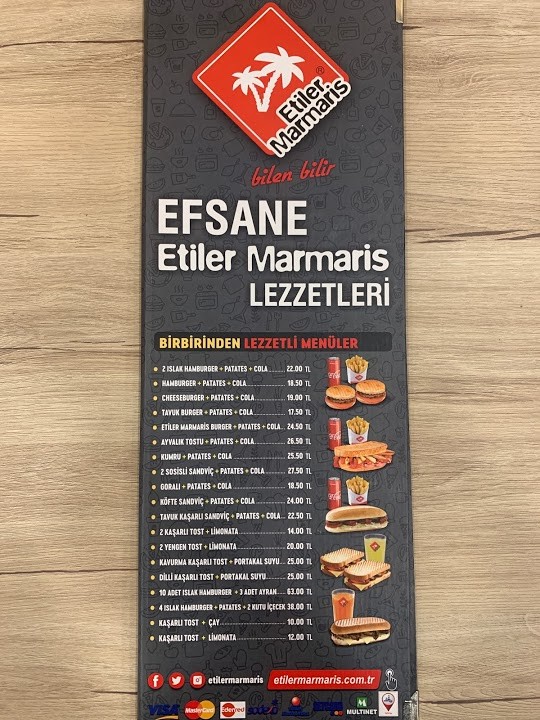 Etiler
Marmaris
®
bilen bilir
EFSANE
Etiler Marmaris
LEZZETLERİ
BİRBİRİNDEN LEZZETLİ MENÜLER
2 ISLAK HAMBURGER + PATATES + COLA 22.00 TL
HAMBURGER + PATATES + COLA 18.50 TL
CHEESEBURGER + PATATES + COLA 19.00 TL
TAVUK BURGER + PATATES + COLA 17.50 TL
ETİLER MARMARİS BURGER + PATATES + COLA 24.50 TL
AYVALIK TOSTU + PATATES + COLA 26.50 TL
KUMRU + PATATES + COLA 25.50 TL
2 SOSİSLİ SANDVİÇ + PATATES + COLA 27.50 TL
GORALI + PATATES + COLA 18.50 TL
KÖFTE SANDVİÇ + PATATES + COLA 24.00 TL
TAVUK KAŞARLI SANDVİÇ + PATATES + COLA 22.50 TL
2 KAŞARLI TOST + LİMONATA 14.00 TL
2 YENGEN TOST + LİMONATA 20.00 TL
KAVURMA KAŞARLI TOST + PORTAKAL SUYU 25.00 TL
DİLLİ KAŞARLI TOST + PORTAKAL SUYU 25.00 TL
10 ADET ISLAK HAMBURGER + 3 ADET AYRAN 63.00 TL
4 ISLAK HAMBURGER + PATATES + 2 KUTU İÇECEK 38.00 TL
KAŞARLI TOST + ÇAY 10.00 TL
KAŞARLI TOST + LİMONATA 12.00 TL
etilermarmaris etilermarmaris.com.tr
VISA MasterCard Edenred MULTINET